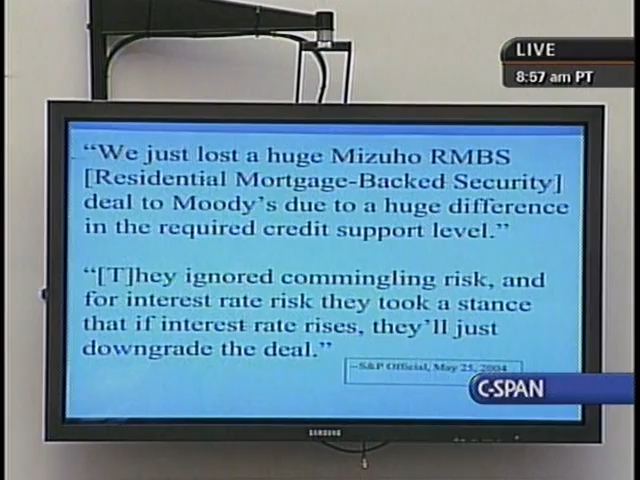 LIVE
8:57 am PT
“We just lost a huge Mizuho RMBS
[Residential Mortgage-Backed Security]
deal to Moody’s due to a huge difference
in the required credit support level.”
“[T]hey ignored commingling risk, and
for interest rate risk they took a stance
that if interest rate rises, they’ll just
downgrade the deal.”
--S&P Official, May 25, 2004
C-SPAN
SAMSUNG